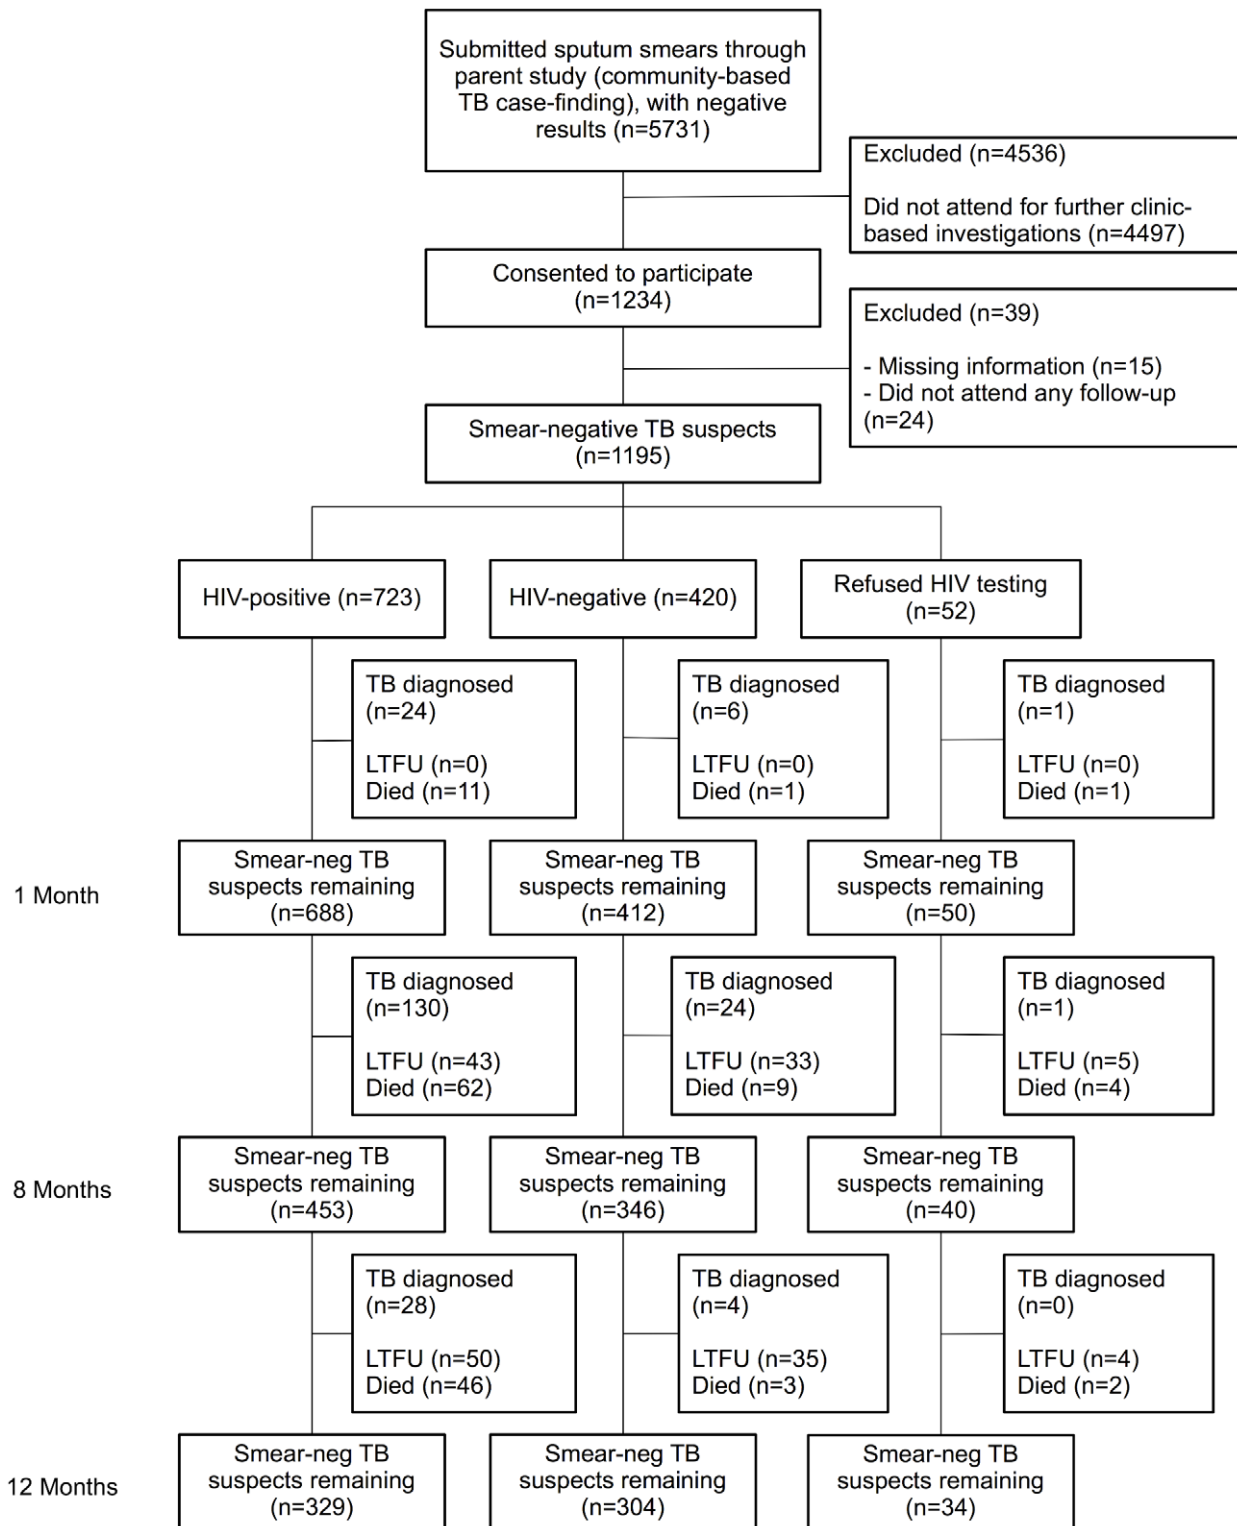 Submitted sputum smears through
parent study (community-based
TB case-finding), with negative
results (n=5731)
Excluded (n=4536)
Did not attend for further clinic-
based investigations (n=4497)
Consented to participate
(n=1234)
Excluded (n=39)
- Missing information (n=15)
- Did not attend any follow-up
(n=24)
Smear-negative TB suspects
(n=1195)
HIV-positive (n=723)
HIV-negative (n=420)
Refused HIV testing
(n=52)
TB diagnosed
(n=24)
LTFU (n=0)
Died (n=11)
TB diagnosed
(n=6)
LTFU (n=0)
Died (n=1)
TB diagnosed
(n=1)
LTFU (n=0)
Died (n=1)
1 Month
Smear-neg TB
suspects remaining
(n=688)
Smear-neg TB
suspects remaining
(n=412)
Smear-neg TB
suspects remaining
(n=50)
TB diagnosed
(n=130)
LTFU (n=43)
Died (n=62)
TB diagnosed
(n=24)
LTFU (n=33)
Died (n=9)
TB diagnosed
(n=1)
LTFU (n=5)
Died (n=4)
8 Months
Smear-neg TB
suspects remaining
(n=453)
Smear-neg TB
suspects remaining
(n=346)
Smear-neg TB
suspects remaining
(n=40)
TB diagnosed
(n=28)
LTFU (n=50)
Died (n=46)
TB diagnosed
(n=4)
LTFU (n=35)
Died (n=3)
TB diagnosed
(n=0)
LTFU (n=4)
Died (n=2)
12 Months
Smear-neg TB
suspects remaining
(n=329)
Smear-neg TB
suspects remaining
(n=304)
Smear-neg TB
suspects remaining
(n=34)